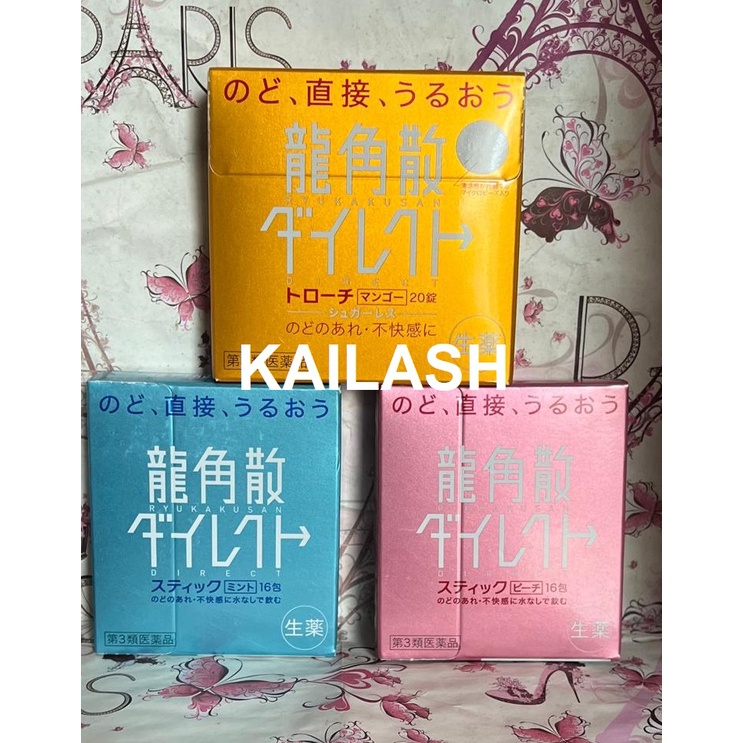 PARIS
のど、直接、うるおう
龍角散
RYUKAKUSAN
ダイレクト
DIRECT
トローチ マンゴー 20錠
シュガーレス
のどのあれ・不快感に
生薬
医薬品
KAILASH
のど、直接、うるおう
龍角散
RYUKAKUSAN
ダイレクト
DIRECT
スティック ミント 16包
のどのあれ・不快感に水なしで飲む
第3類医薬品
生薬
のど、直接、うるおう
龍角散
ダイレクト
スティック ピーチ 16包
のどのあれ・不快感に水なしで飲む
第3類医薬品
生薬
PARIS